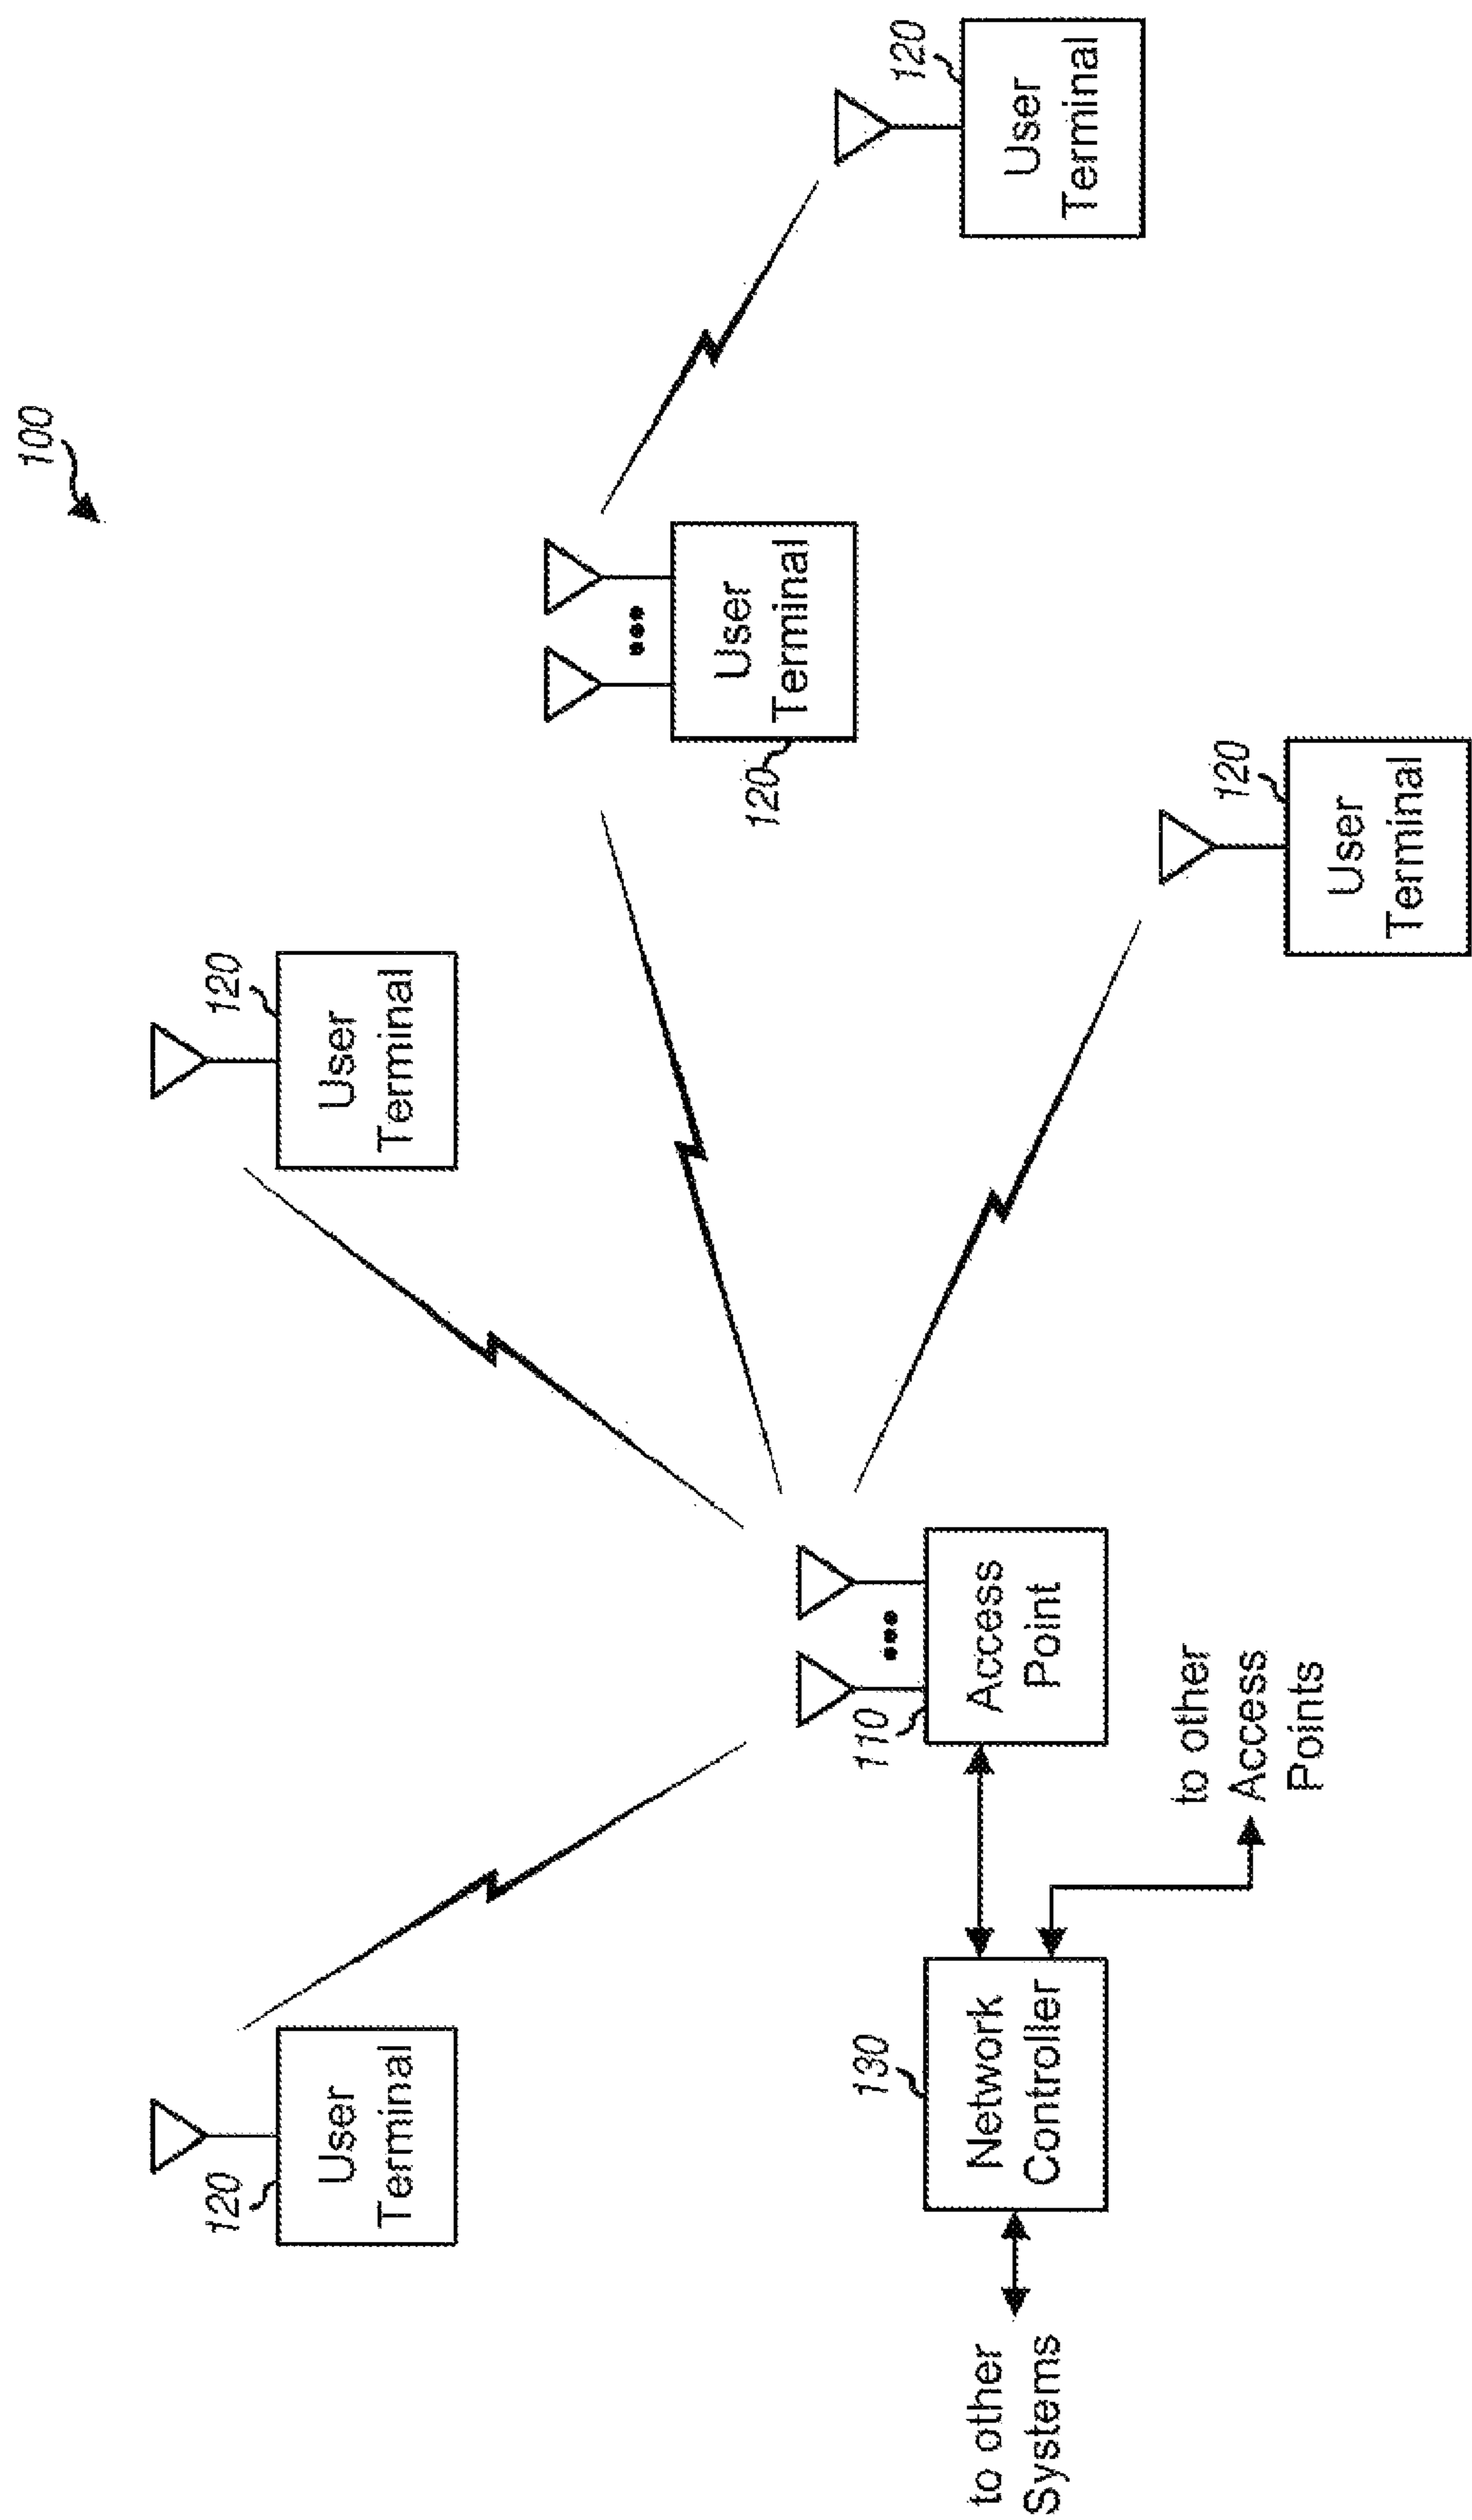 100
120
User
Terminal
120
User
Terminal
User
Terminal
120
120
User
Terminal
120
User
Terminal
110
Access
Point
130
Network
Controller
to other
Access
Points
to other
Systems